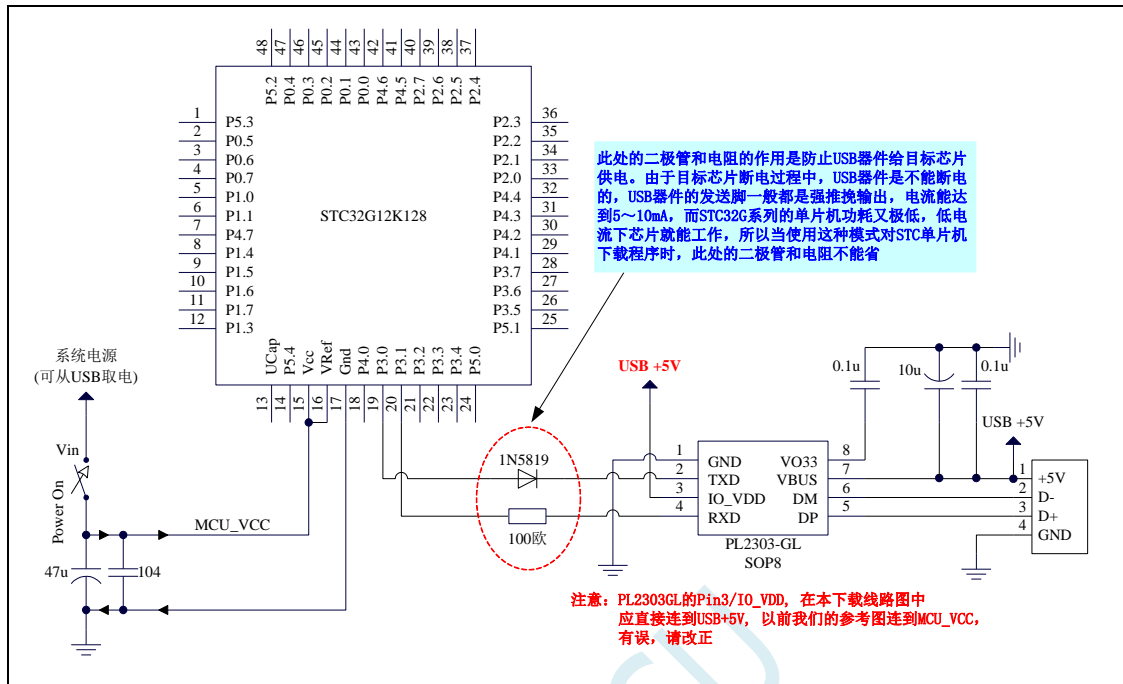 48 47 46 45 44 43 42 41 40 39 38 37
P5.2 P0.4 P0.3 P0.2 P0.1 P0.0 P4.6 P4.5 P2.7 P2.6 P2.5 P2.4
1 P5.3
2 P0.5
3 P0.6
4 P0.7
5 P1.0
6 P1.1
7 P4.7
8 P1.4
9 P1.5
10 P1.6
11 P1.7
12 P1.3
STC32G12K128
P2.3 36
P2.2 35
P2.1 34
P2.0 33
P4.4 32
P4.3 31
P4.2 30
P4.1 29
P3.7 28
P3.6 27
P3.5 26
P5.1 25
UCap P5.4 Vcc VRef Gnd P4.0 P3.0 P3.1 P3.2 P3.3 P3.4 P5.0
13 14 15 16 17 18 19 20 21 22 23 24
此处的二极管和电阻的作用是防止USB器件给目标芯片
供电。由于目标芯片断电过程中，USB器件是不能断电
的，USB器件的发送脚一般都是强推挽输出，电流能达
到5～10mA，而STC32G系列的单片机功耗又极低，低电
流下芯片就能工作，所以当使用这种模式对STC单片机
下载程序时，此处的二极管和电阻不能省
系统电源
(可从USB取电)
Vin
Power On
MCU_VCC
47u
104
1N5819
100欧
USB +5V
0.1u
10u
0.1u
USB +5V
1 GND VO33 8
2 TXD VBUS 7
3 IO_VDD DM 6
4 RXD DP 5
PL2303-GL
SOP8
1 +5V
2 D-
3 D+
4 GND
注意：PL2303GL的Pin3/IO_VDD, 在本下载线路图中
应直接连到USB+5V, 以前我们的参考图连到MCU_VCC,
有误，请改正